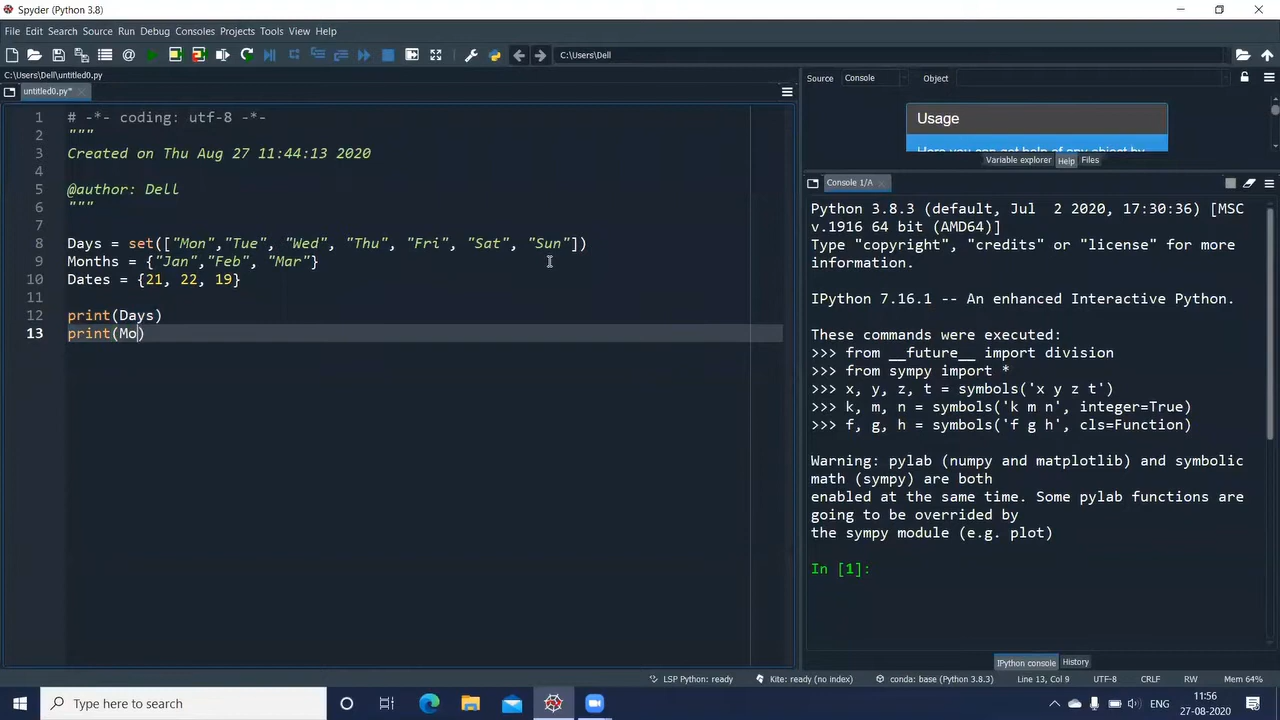 Spyder (Python 3.8)
File Edit Search Source Run Debug Consoles Projects Tools View Help
C:\Users\Dell
C:\Users\Dell\untitled0.py
untitled0.py*
1 # -*- coding: utf-8 -*-
2 """
3 Created on Thu Aug 27 11:44:13 2020
4
5 @author: Dell
6 """
7
8 Days = set(["Mon","Tue", "Wed", "Thu", "Fri", "Sat", "Sun"])
9 Months = {"Jan","Feb", "Mar"}
10 Dates = {21, 22, 19}
11
12 print(Days)
13 print(Mo)
Source Console Object
Usage
Here you can get help of any object by
Variable explorer Help Files
Console 1/A
Python 3.8.3 (default, Jul  2 2020, 17:30:36) [MSC
v.1916 64 bit (AMD64)]
Type "copyright", "credits" or "license" for more
information.
IPython 7.16.1 -- An enhanced Interactive Python.
These commands were executed:
>>> from __future__ import division
>>> from sympy import *
>>> x, y, z, t = symbols('x y z t')
>>> k, m, n = symbols('k m n', integer=True)
>>> f, g, h = symbols('f g h', cls=Function)
Warning: pylab (numpy and matplotlib) and symbolic
math (sympy) are both
enabled at the same time. Some pylab functions are
going to be overrided by
the sympy module (e.g. plot)
In [1]:
IPython console History
LSP Python: ready Kite: ready (no index) conda: base (Python 3.8.3) Line 13, Col 9 UTF-8 CRLF RW Mem 64%
Type here to search
ENG
11:56
27-08-2020